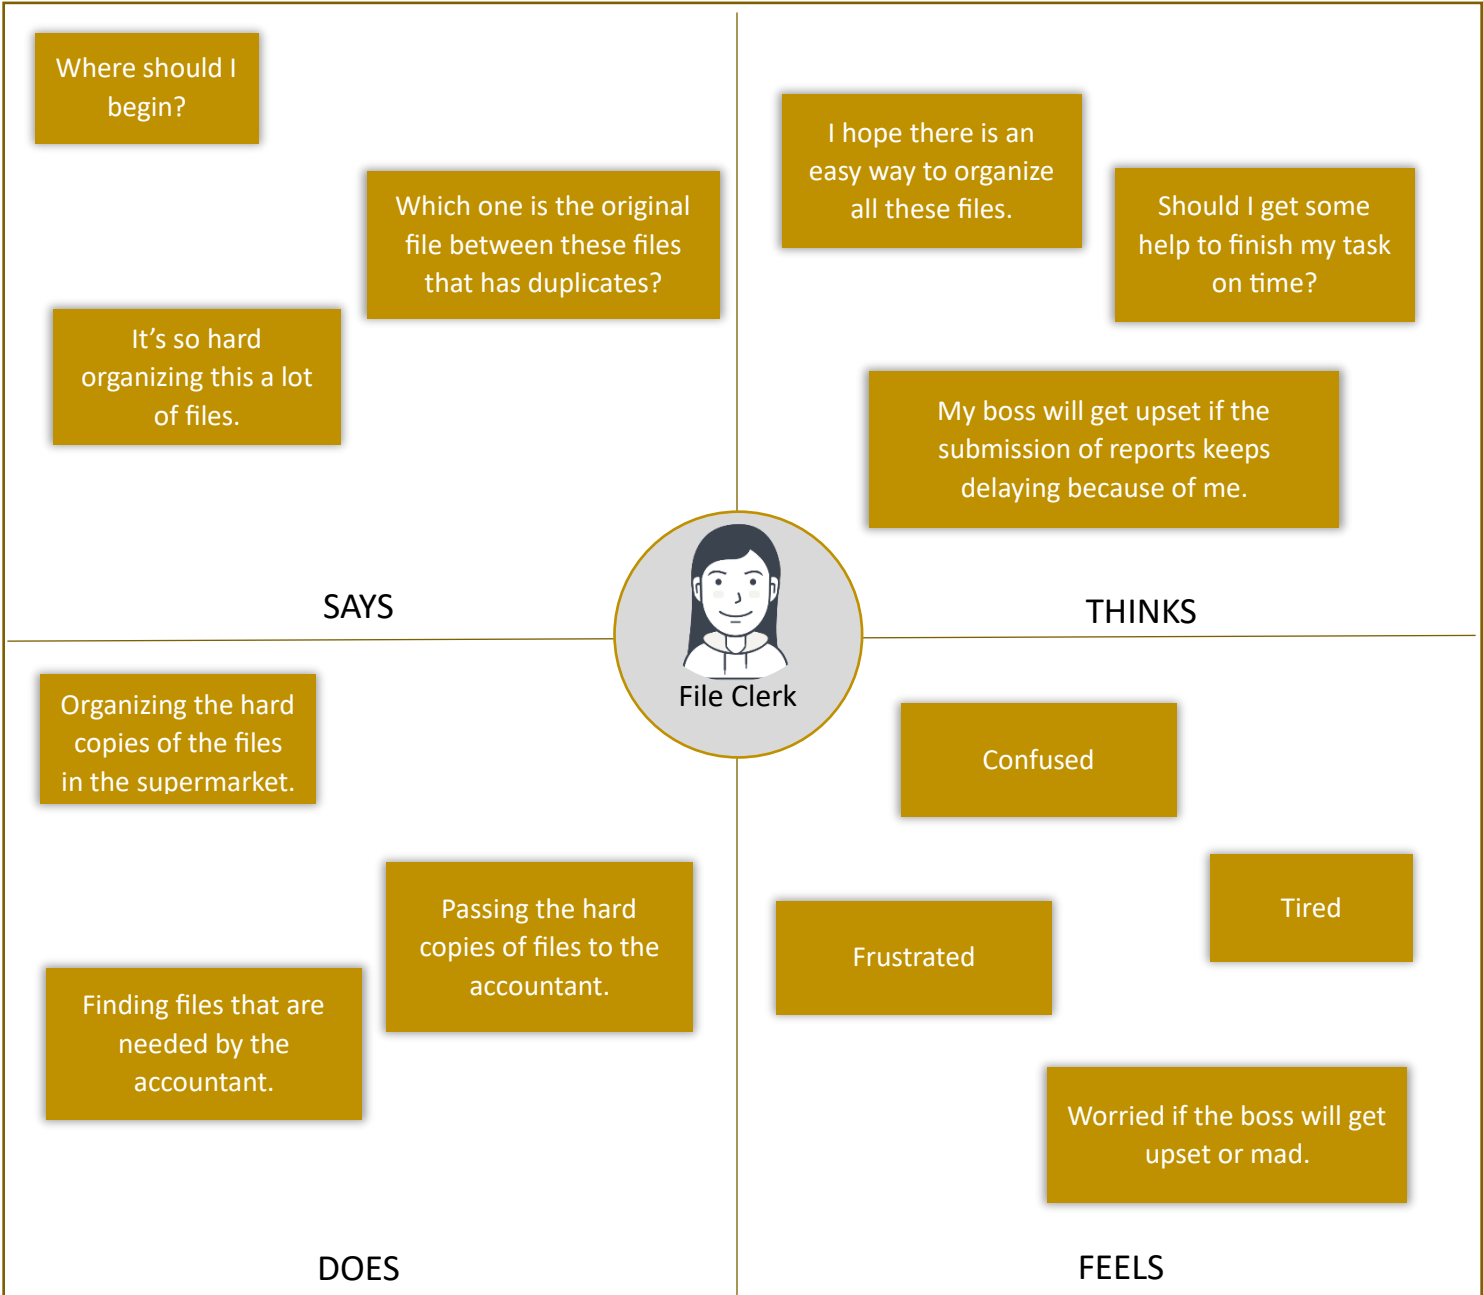 Where should I
begin?
Which one is the original
file between these files
that has duplicates?
It’s so hard
organizing this a lot
of files.
SAYS
I hope there is an
easy way to organize
all these files.
Should I get some
help to finish my task
on time?
My boss will get upset if the
submission of reports keeps
delaying because of me.
THINKS
File Clerk
Organizing the hard
copies of the files
in the supermarket.
Passing the hard
copies of files to the
accountant.
Finding files that are
needed by the
accountant.
DOES
Confused
Tired
Frustrated
Worried if the boss will get
upset or mad.
FEELS